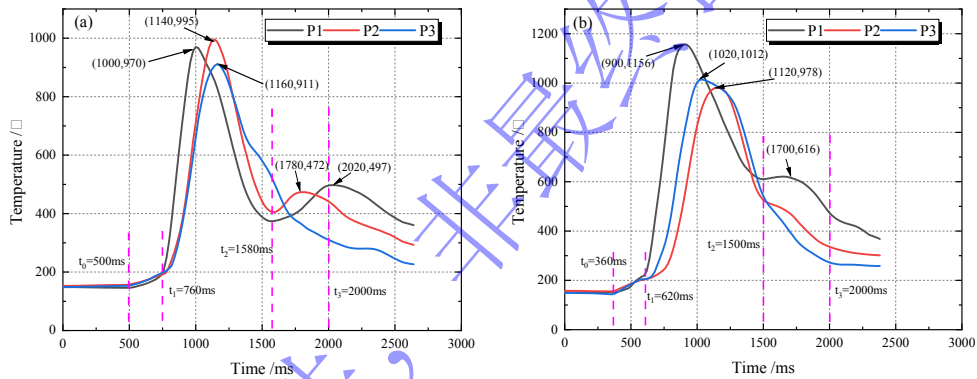 (a)
P1 P2 P3
(1140,995)
(1000,970)
(1160,911)
(1780,472)
(2020,497)
t0=500ms
t1=760ms
t2=1580ms
t3=2000ms
Temperature /□
0
200
400
600
800
1000
0 500 1000 1500 2000 2500 3000
Time /ms
(b)
P1 P2 P3
(900,1156)
(1020,1012)
(1120,978)
(1700,616)
t0=360ms
t1=620ms
t2=1500ms
t3=2000ms
Temperature /□
0
200
400
600
800
1000
1200
0 500 1000 1500 2000 2500 3000
Time /ms
非最终